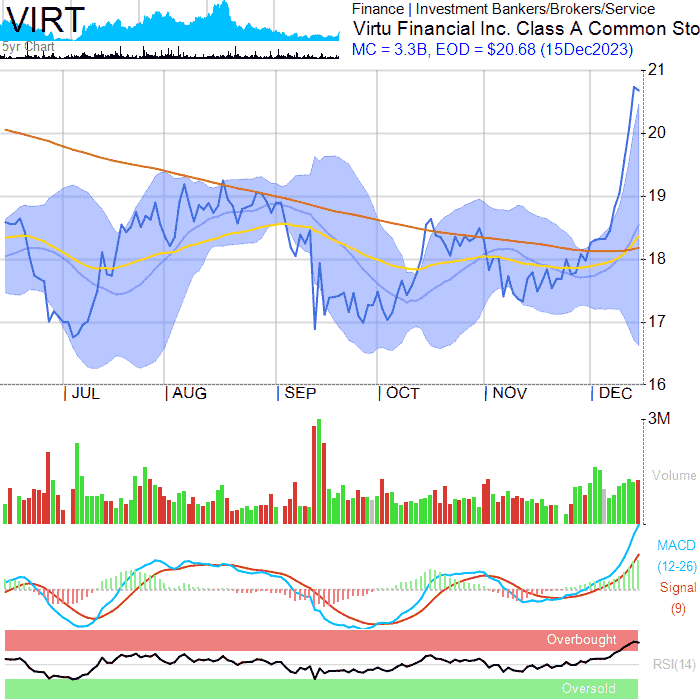 VIRT
5yr Chart
Finance | Investment Bankers/Brokers/Service
Virtu Financial Inc. Class A Common Sto
MC = 3.3B, EOD = $20.68 (15Dec2023)
21
20
19
18
17
16
JUL AUG SEP OCT NOV DEC
3M
Volume
MACD
(12-26)
Signal
(9)
Overbought
RSI(14)
Oversold